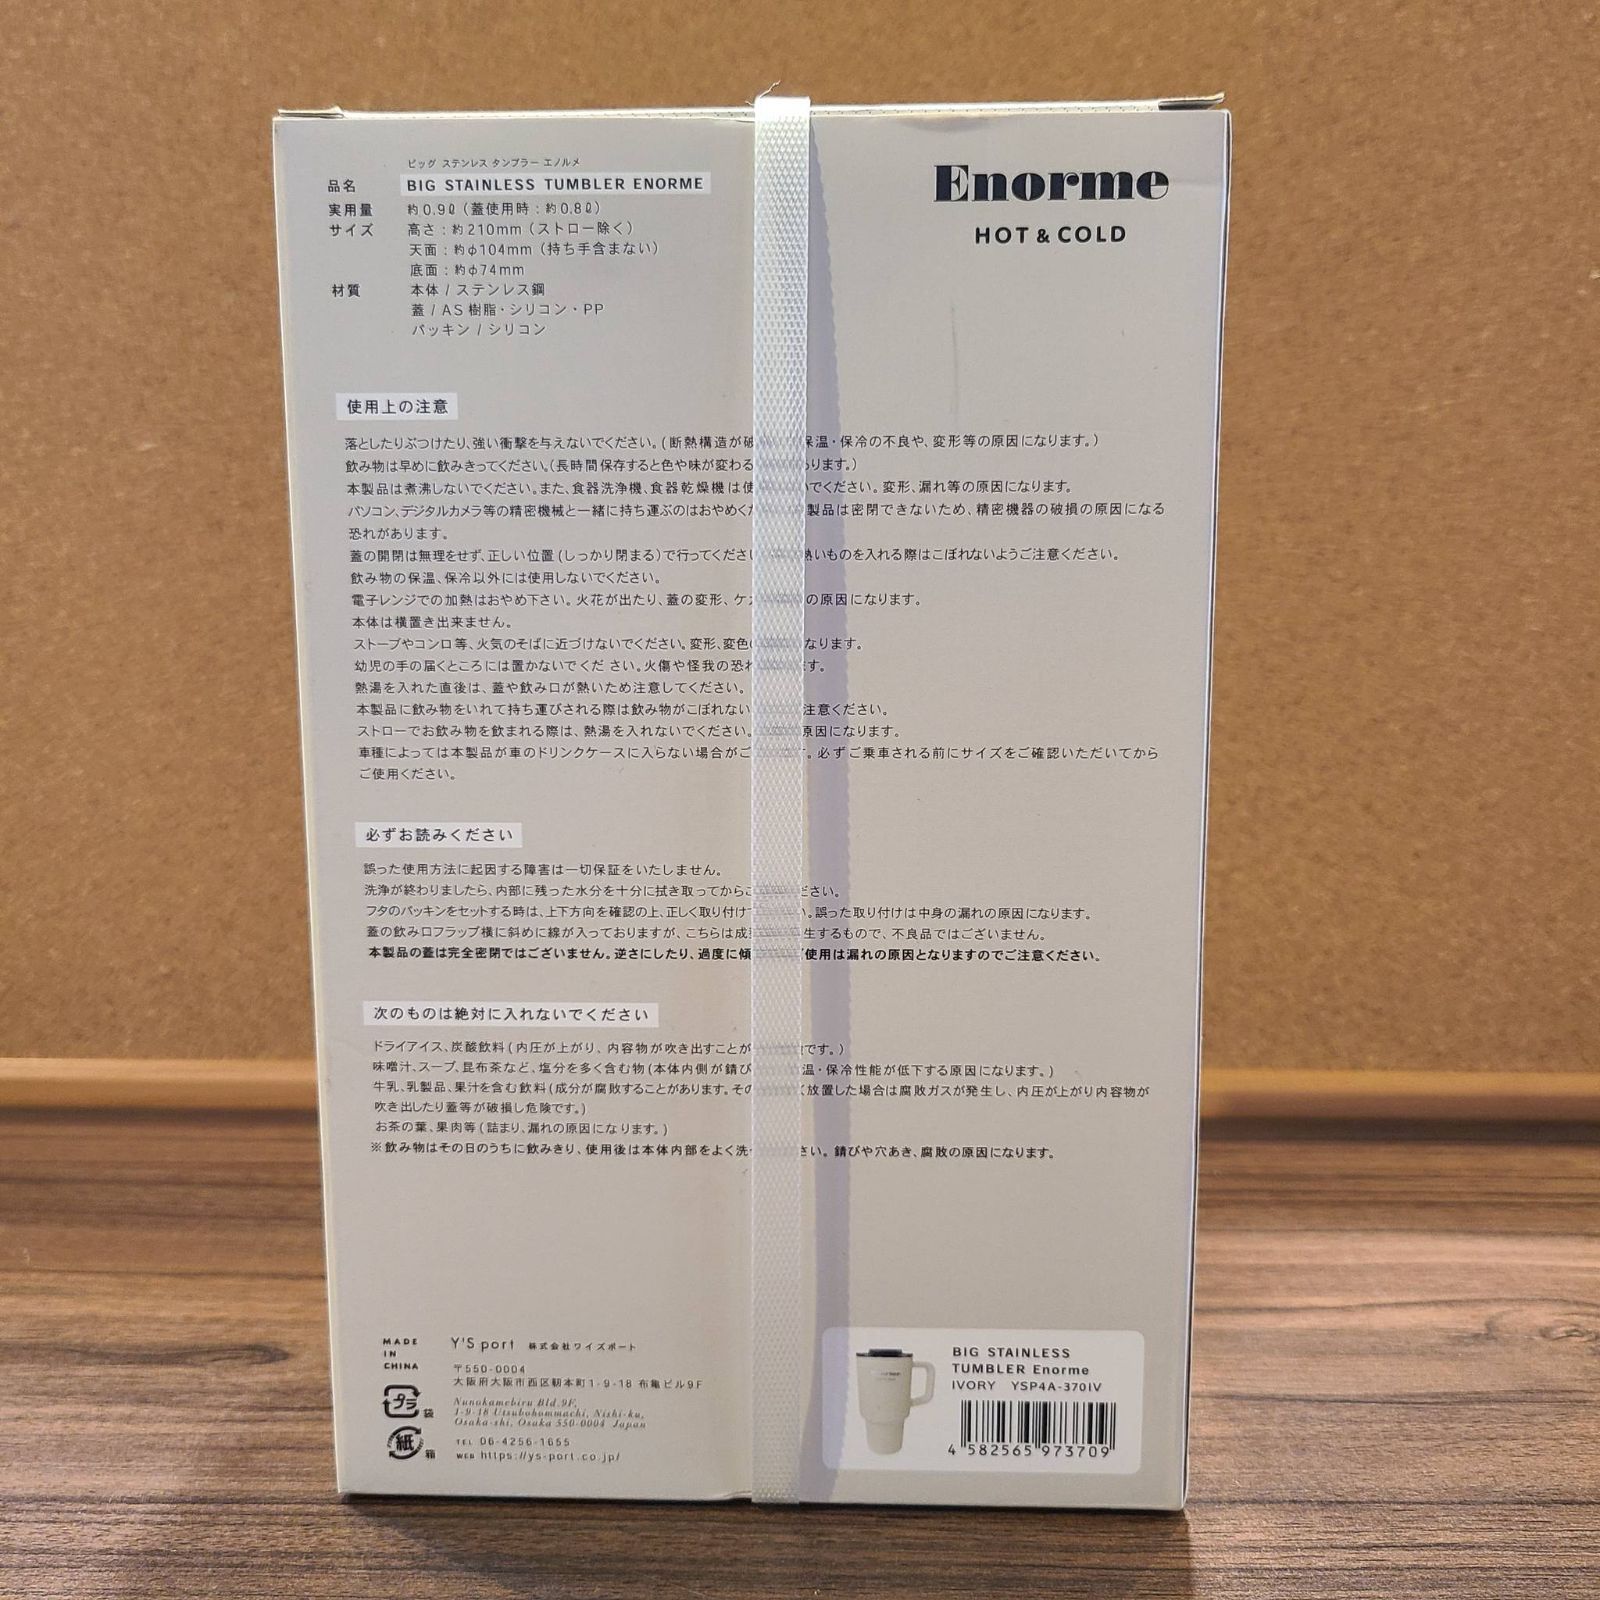 ビッグ ステンレス タンブラー エノルメ
品名 BIG STAINLESS TUMBLER ENORME
実用量 約0.9ℓ（蓋使用時：約0.8ℓ）
サイズ 高さ：約210mm（ストロー除く）
天面：約φ104mm（持ち手含まない）
底面：約φ74mm
材質 本体 / ステンレス鋼
蓋 / AS樹脂・シリコン・PP
パッキン / シリコン
Enorme
HOT & COLD
使用上の注意
落としたりぶつけたり、強い衝撃を与えないでください。（断熱構造が破 保温・保冷の不良や、変形等の原因になります。）
飲み物は早めに飲みきってください。（長時間保存すると色や味が変わる ります。）
本製品は煮沸しないでください。また、食器洗浄機、食器乾燥機は使 いでください。変形、漏れ等の原因になります。
パソコン、デジタルカメラ等の精密機械と一緒に持ち運ぶのはおやめくだ 製品は密閉できないため、精密機器の破損の原因になる
恐れがあります。
蓋の開閉は無理をせず、正しい位置（しっかり閉まる）で行ってくださ 熱いものを入れる際はこぼれないようご注意ください。
飲み物の保温、保冷以外には使用しないでください。
電子レンジでの加熱はおやめ下さい。火花が出たり、蓋の変形、ケ の原因になります。
本体は横置き出来ません。
ストーブやコンロ等、火気のそばに近づけないでください。変形、変色 なります。
幼児の手の届くところには置かないでくだ さい。火傷や怪我の恐れ す。
熱湯を入れた直後は、蓋や飲み口が熱いため注意してください。
本製品に飲み物をいれて持ち運びされる際は飲み物がこぼれない 注意ください。
ストローでお飲み物を飲まれる際は、熱湯を入れないでください。 原因になります。
車種によっては本製品が車のドリンクケースに入らない場合がご す。必ずご乗車される前にサイズをご確認いただいてから
ご使用ください。
必ずお読みください
誤った使用方法に起因する障害は一切保証をいたしません。
洗浄が終わりましたら、内部に残った水分を十分に拭き取ってからご ださい。
フタのパッキンをセットする時は、上下方向を確認の上、正しく取り付け い。誤った取り付けは中身の漏れの原因になります。
蓋の飲み口フラップ横に斜めに線が入っておりますが、こちらは成 生するもので、不良品ではございません。
本製品の蓋は完全密閉ではございません。逆さにしたり、過度に傾 使用は漏れの原因となりますのでご注意ください。
次のものは絶対に入れないでください
ドライアイス、炭酸飲料（内圧が上がり、内容物が吹き出すことが です。）
味噌汁、スープ、昆布茶など、塩分を多く含む物（本体内側が錆び 温・保冷性能が低下する原因になります。）
牛乳、乳製品、果汁を含む飲料（成分が腐敗することがあります。その く放置した場合は腐敗ガスが発生し、内圧が上がり内容物が
吹き出したり蓋等が破損し危険です。）
お茶の葉、果肉等（詰まり、漏れの原因になります。）
※飲み物はその日のうちに飲みきり、使用後は本体内部をよく洗 さい。錆びや穴あき、腐敗の原因になります。
MADE
IN
CHINA
プラ 袋
紙 箱
Y'S port 株式会社ワイズポート
〒550-0004
大阪府大阪市西区靭本町1-9-18 布亀ビル9F
Nunokamebiru Bld.9F,
1-9-18 Utsubohommachi, Nishi-ku,
Osaka-shi, Osaka 550-0004 Japan
TEL 06-4256-1655
WEB https://ys-port.co.jp/
BIG STAINLESS
TUMBLER Enorme
IVORY YSP4A-370IV
4 582565 973709